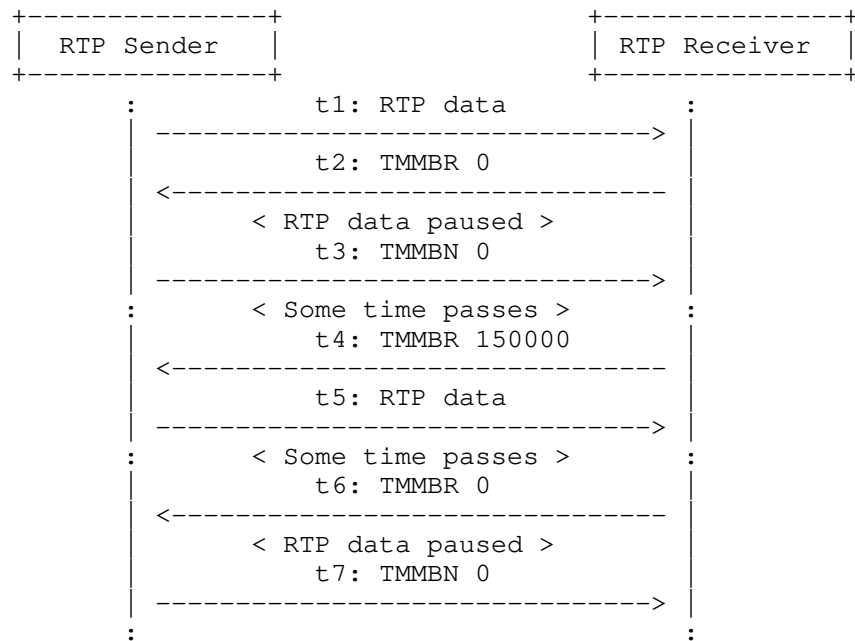 RTP Sender RTP Receiver
t1: RTP data
t2: TMMBR 0
< RTP data paused >
t3: TMMBN 0
< Some time passes >
t4: TMMBR 150000
t5: RTP data
< Some time passes >
t6: TMMBR 0
< RTP data paused >
t7: TMMBN 0